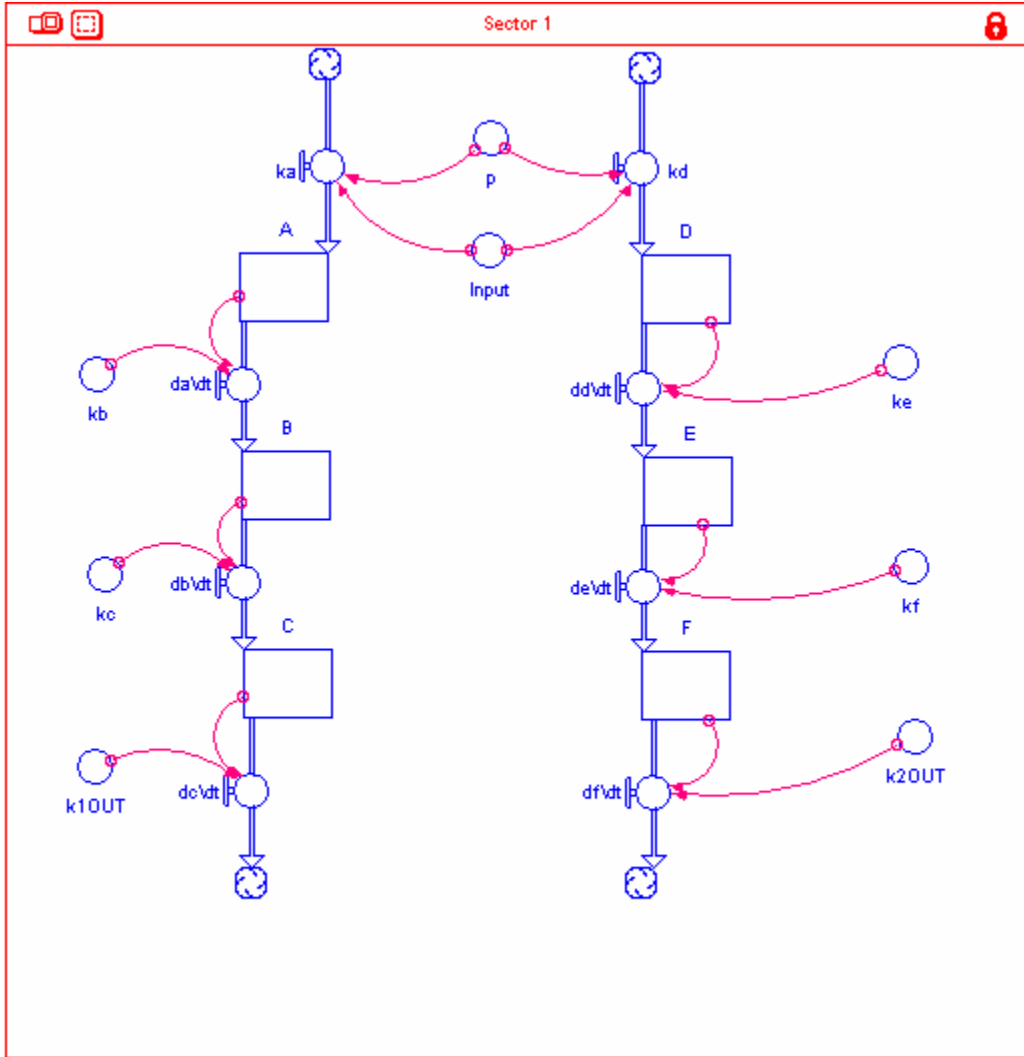 Sector 1
ka
p
kd
A
D
Input
kb
da\dt
dd\dt
ke
B
E
kc
db\dt
de\dt
kf
C
F
k1OUT
dc\dt
df\dt
k2OUT